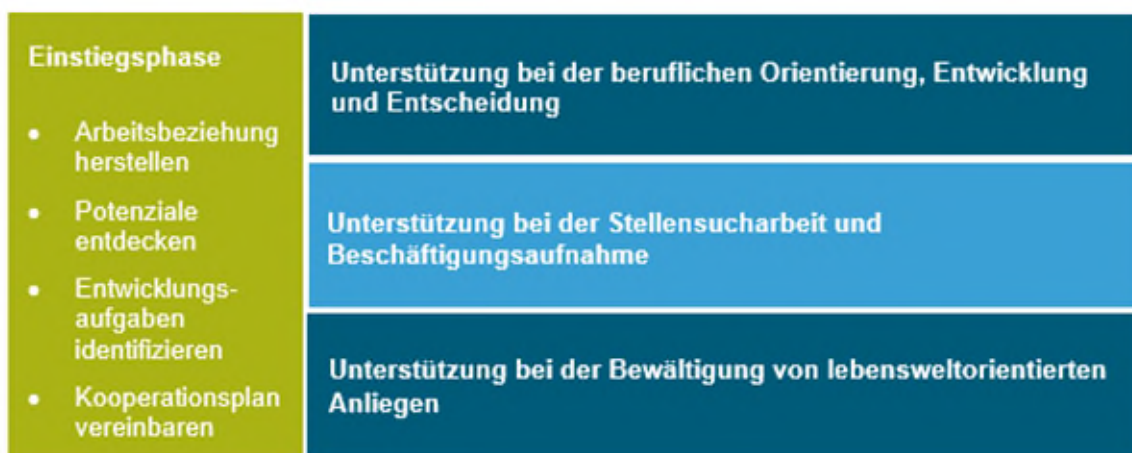 Einstiegsphase
• Arbeitsbeziehung
herstellen
• Potenziale
entdecken
• Entwicklungs-
aufgaben
identifizieren
• Kooperationsplan
vereinbaren
Unterstützung bei der beruflichen Orientierung, Entwicklung
und Entscheidung
Unterstützung bei der Stellensucharbeit und
Beschäftigungsaufnahme
Unterstützung bei der Bewältigung von lebensweltorientierten
Anliegen